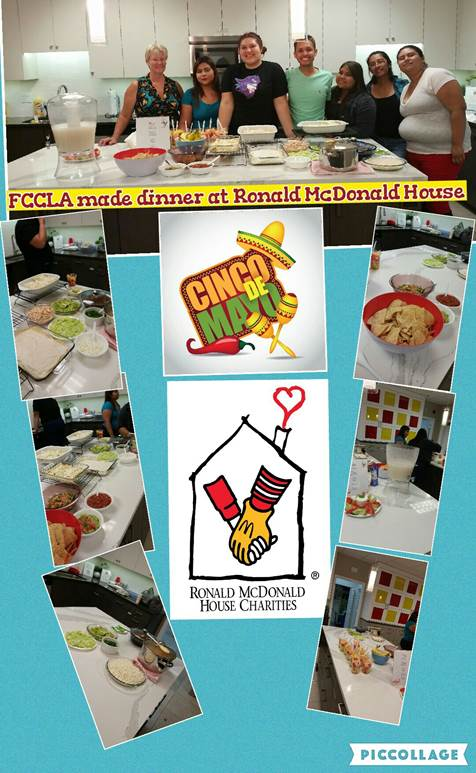 FCCLA made dinner at Ronald McDonald House
CINCO
DE
MAYO
RONALD MCDONALD
HOUSE CHARITIES ®
PICCOLLAGE